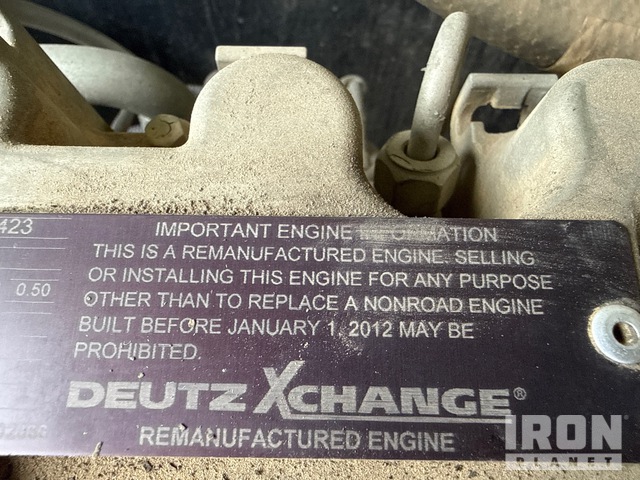 423
IMPORTANT ENGINE INFORMATION
THIS IS A REMANUFACTURED ENGINE. SELLING
OR INSTALLING THIS ENGINE FOR ANY PURPOSE
0.50
OTHER THAN TO REPLACE A NONROAD ENGINE
BUILT BEFORE JANUARY 1, 2012 MAY BE
PROHIBITED.
DEUTZ XCHANGE®
REMANUFACTURED ENGINE
IRON
PLANET